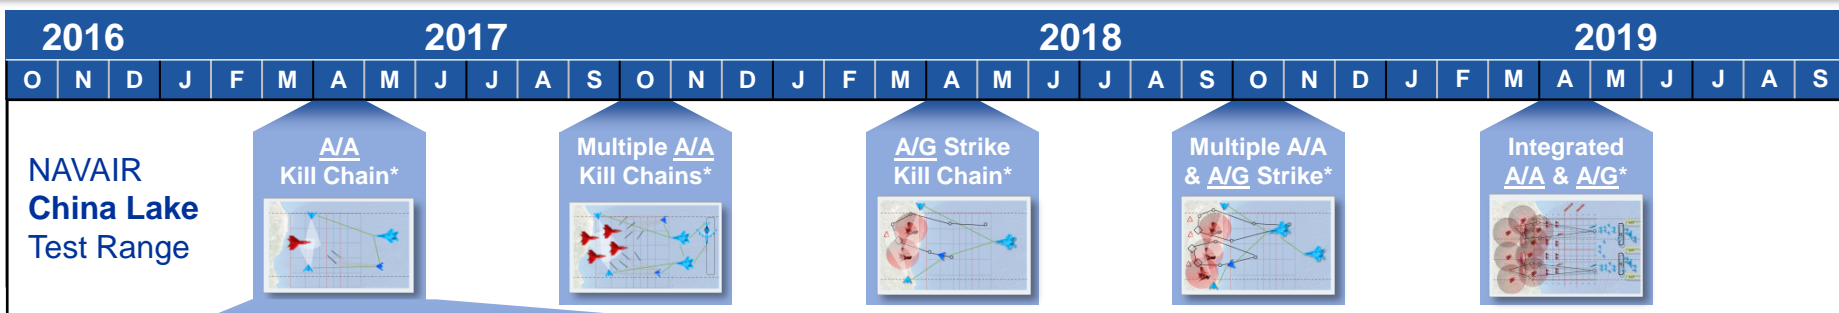 2016 2017 2018 2019
O N D J F M A M J J A S O N D J F M A M J J A S O N D J F M A M J J A S
NAVAIR
China Lake
Test Range
A/A
Kill Chain*
Multiple A/A
Kill Chains*
A/G Strike
Kill Chain*
Multiple A/A
& A/G Strike*
Integrated
A/A & A/G*